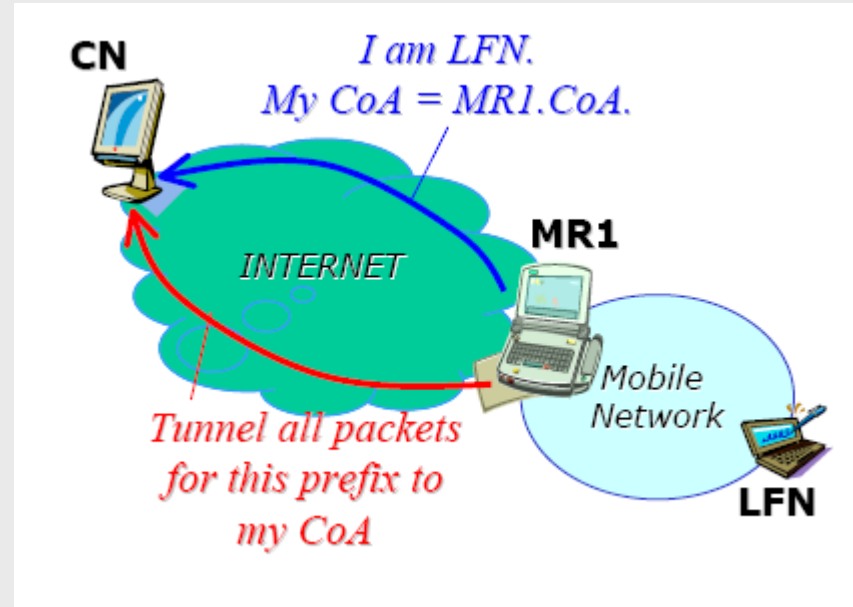 CN
I am LFN.
My CoA = MR1.CoA.
MR1
INTERNET
Mobile
Network
LFN
Tunnel all packets
for this prefix to
my CoA